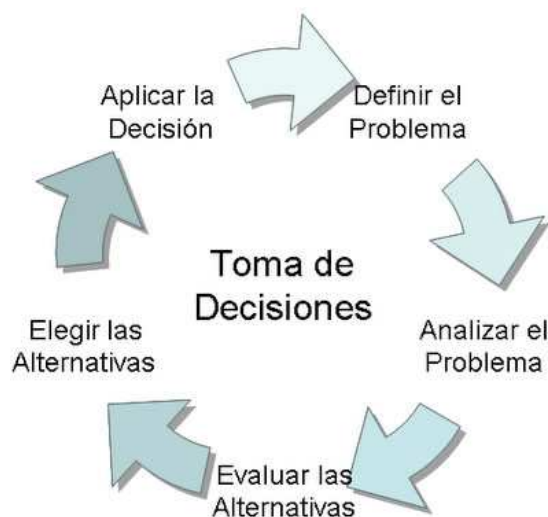 Aplicar la
Decisión
Definir el
Problema
Toma de
Decisiones
Elegir las
Alternativas
Analizar el
Problema
Evaluar las
Alternativas